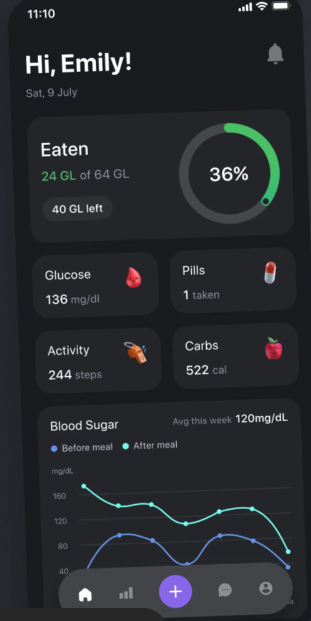 11:10
Hi, Emily!
Sat, 9 July
Eaten
24 GL of 64 GL
36%
40 GL left
Glucose
136 mg/dl
Pills
1 taken
Activity
244 steps
Carbs
522 cal
Blood Sugar
Avg this week 120mg/dL
Before meal
After meal
mg/dL
160
120
80
40